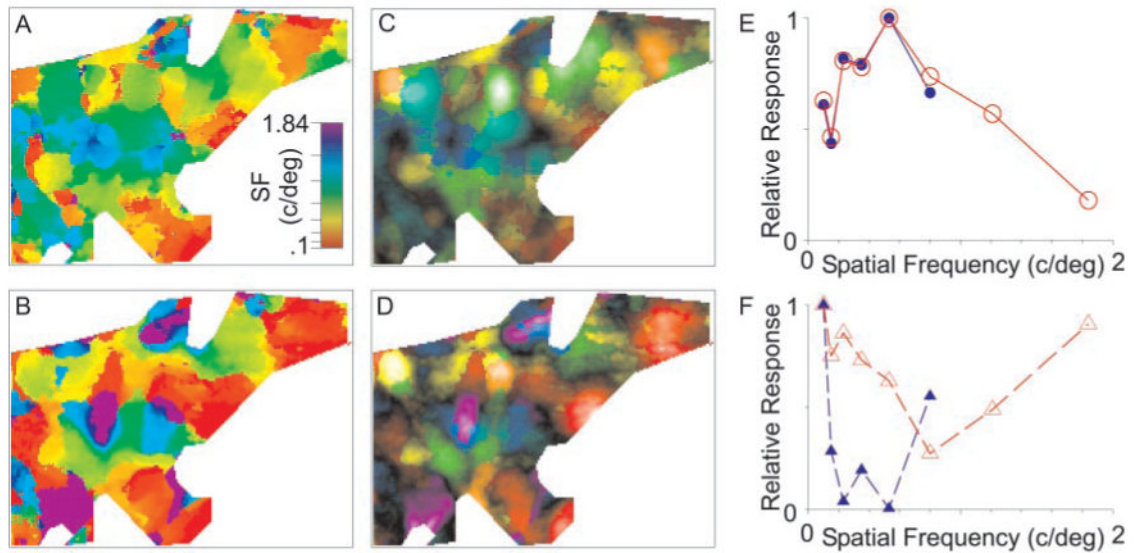 A
1.84
SF
(c/deg)
.1
C
E
1
Relative Response
0
0 Spatial Frequency (c/deg) 2
B
D
F
1
Relative Response
0
0 Spatial Frequency (c/deg) 2